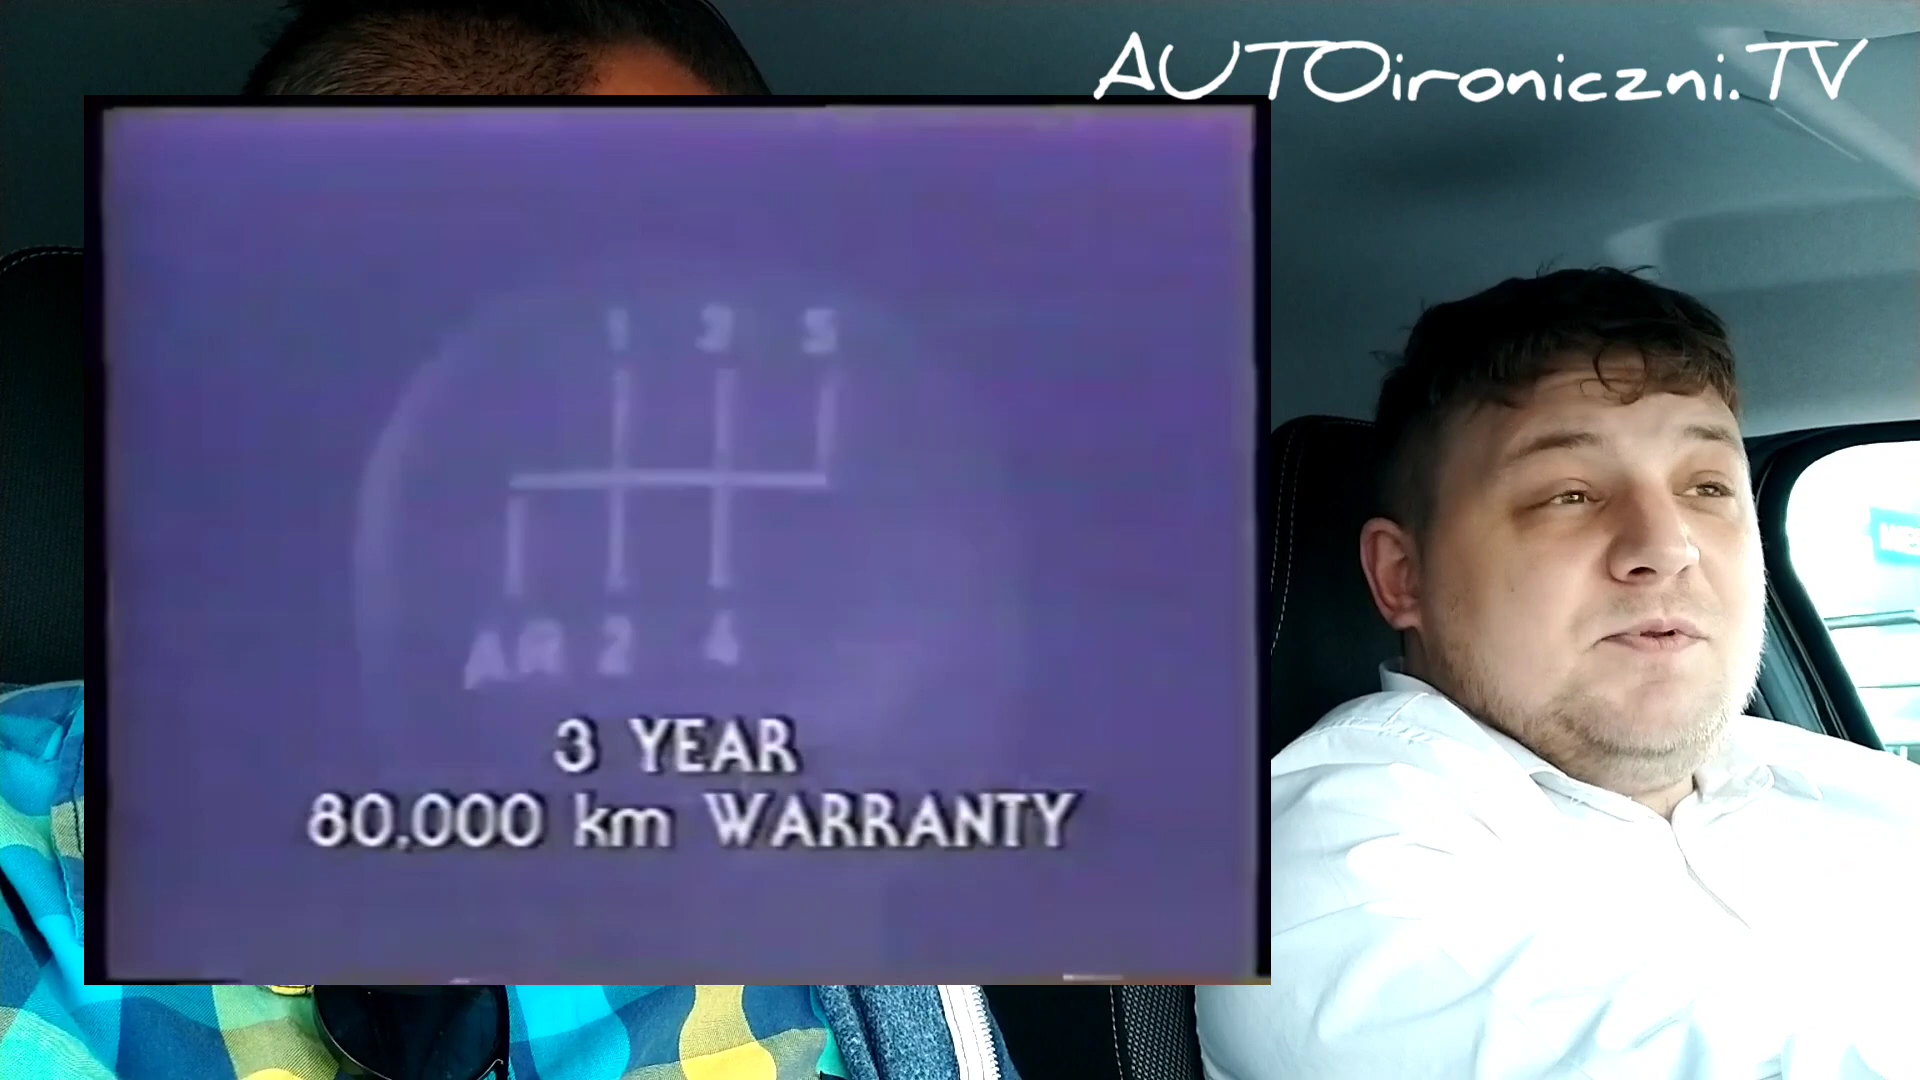 AUTOironiczni.TV
1 3 5
AR 2 4
3 YEAR
80,000 km WARRANTY